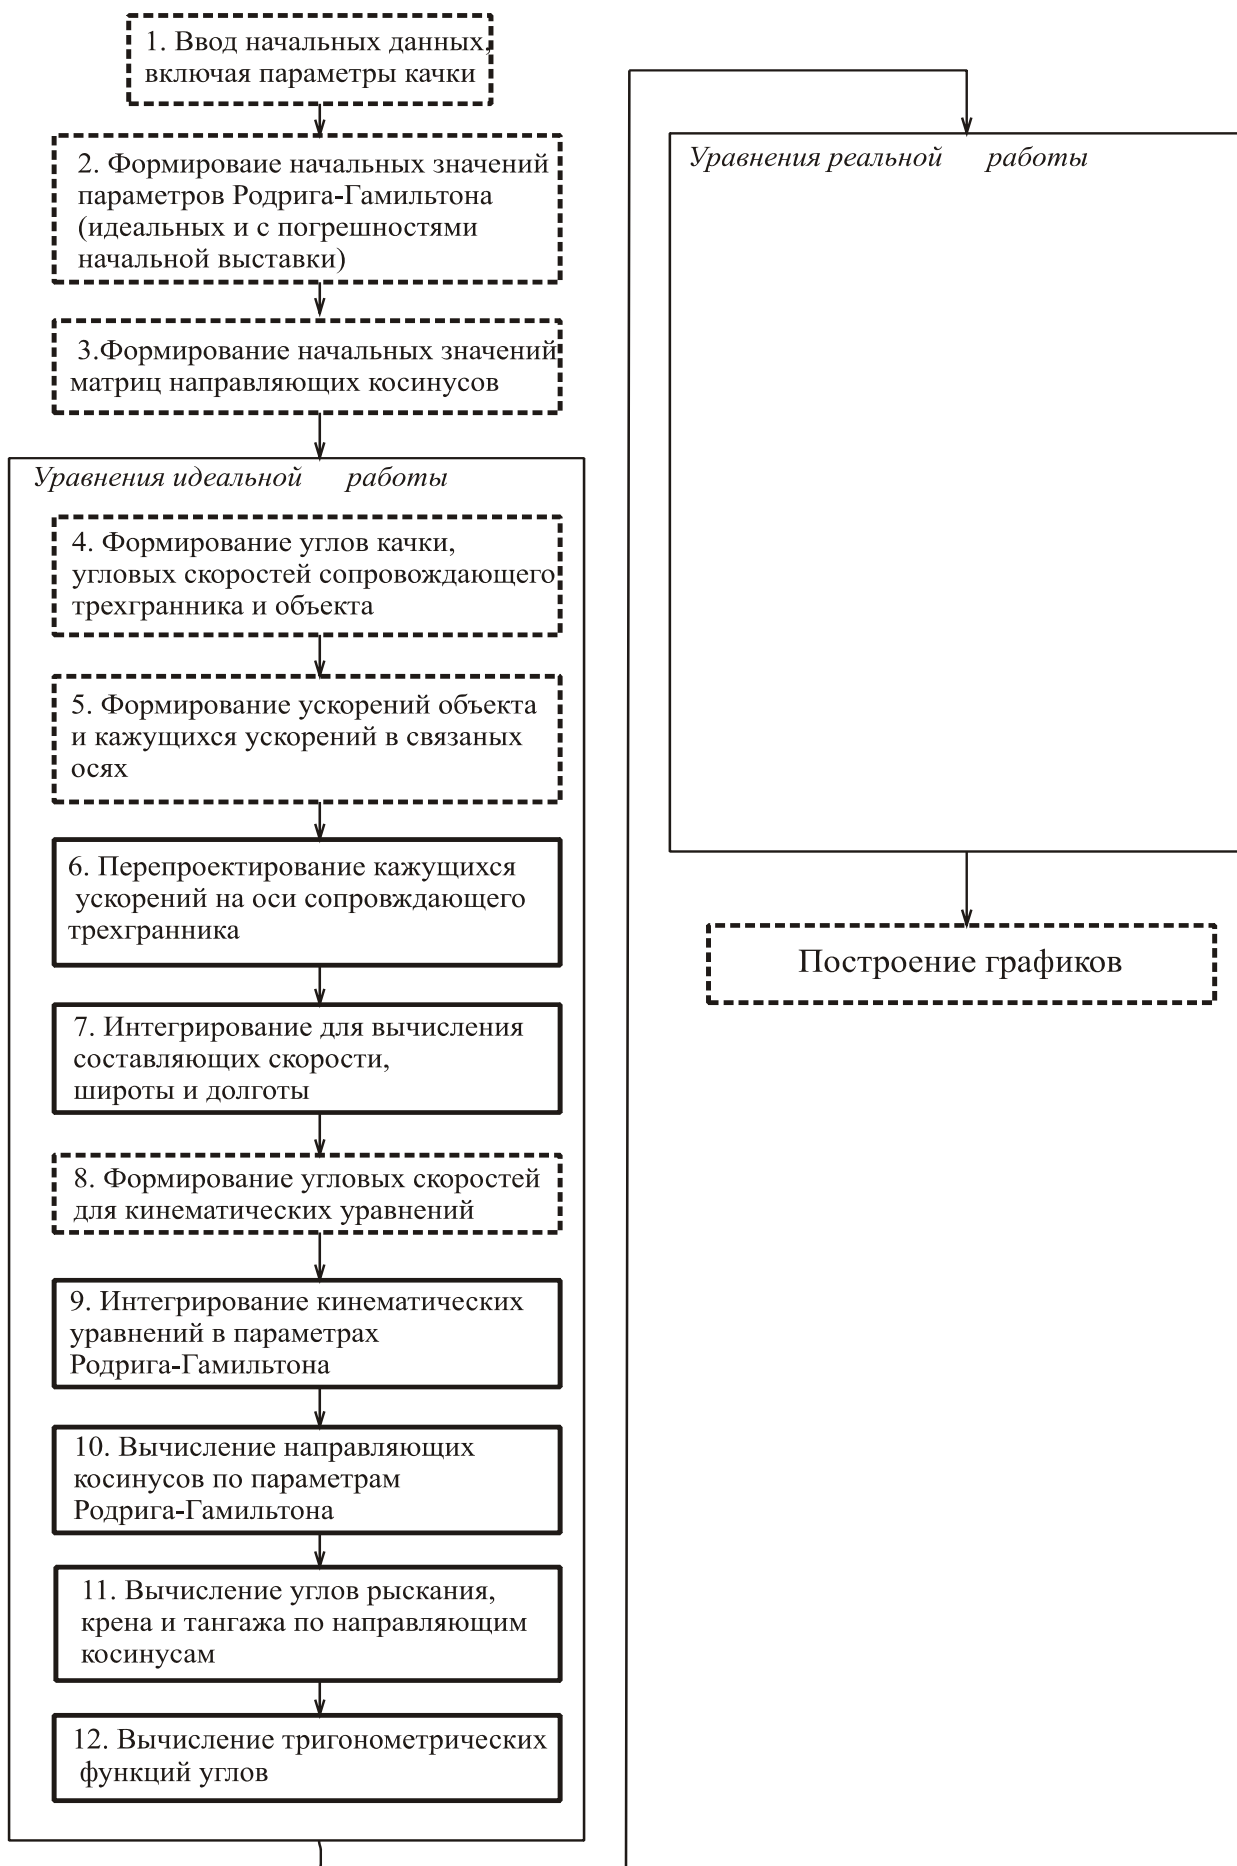 1. Ввод начальных данных,
включая параметры качки
2. Формироваие начальных значений
параметров Родрига-Гамильтона
(идеальных и с погрешностями
начальной выставки)
3.Формирование начальных значений
матриц направляющих косинусов
Уравнения идеальной работы
4. Формирование углов качки,
угловых скоростей сопровождающего
трехгранника и объекта
5. Формирование ускорений объекта
и кажущихся ускорений в связаных
осях
6. Перепроектирование кажущихся
ускорений на оси сопровждающего
трехгранника
7. Интегрирование для вычисления
составляющих скорости,
широты и долготы
8. Формирование угловых скоростей
для кинематических уравнений
9. Интегрирование кинематических
уравнений в параметрах
Родрига-Гамильтона
10. Вычисление направляющих
косинусов по параметрам
Родрига-Гамильтона
11. Вычисление углов рыскания,
крена и тангажа по направляющим
косинусам
12. Вычисление тригонометрических
функций углов
Уравнения реальной работы
Построение графиков